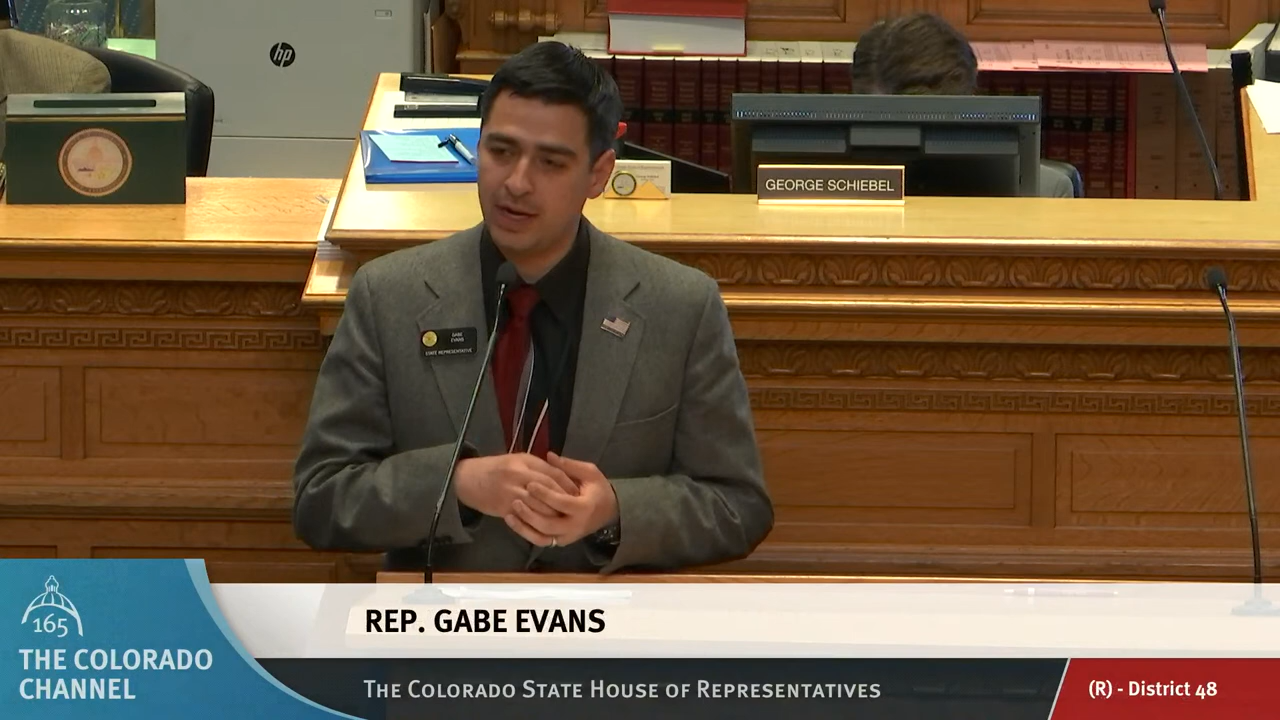 hp
GEORGE SCHIEBEL
GABE
EVANS
STATE REPRESENTATIVE
REP. GABE EVANS
165
THE COLORADO
CHANNEL
The Colorado State House of Representatives
(R) - District 48